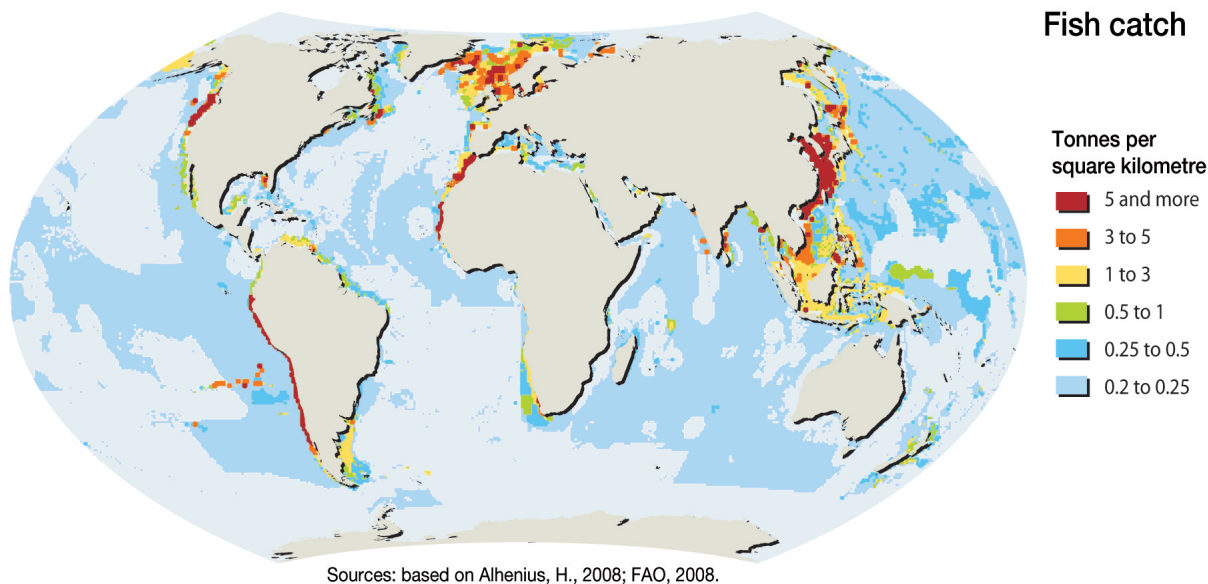 Fish catch
Tonnes per
square kilometre
5 and more
3 to 5
1 to 3
0.5 to 1
0.25 to 0.5
0.2 to 0.25
Sources: based on Alhenius, H., 2008; FAO, 2008.